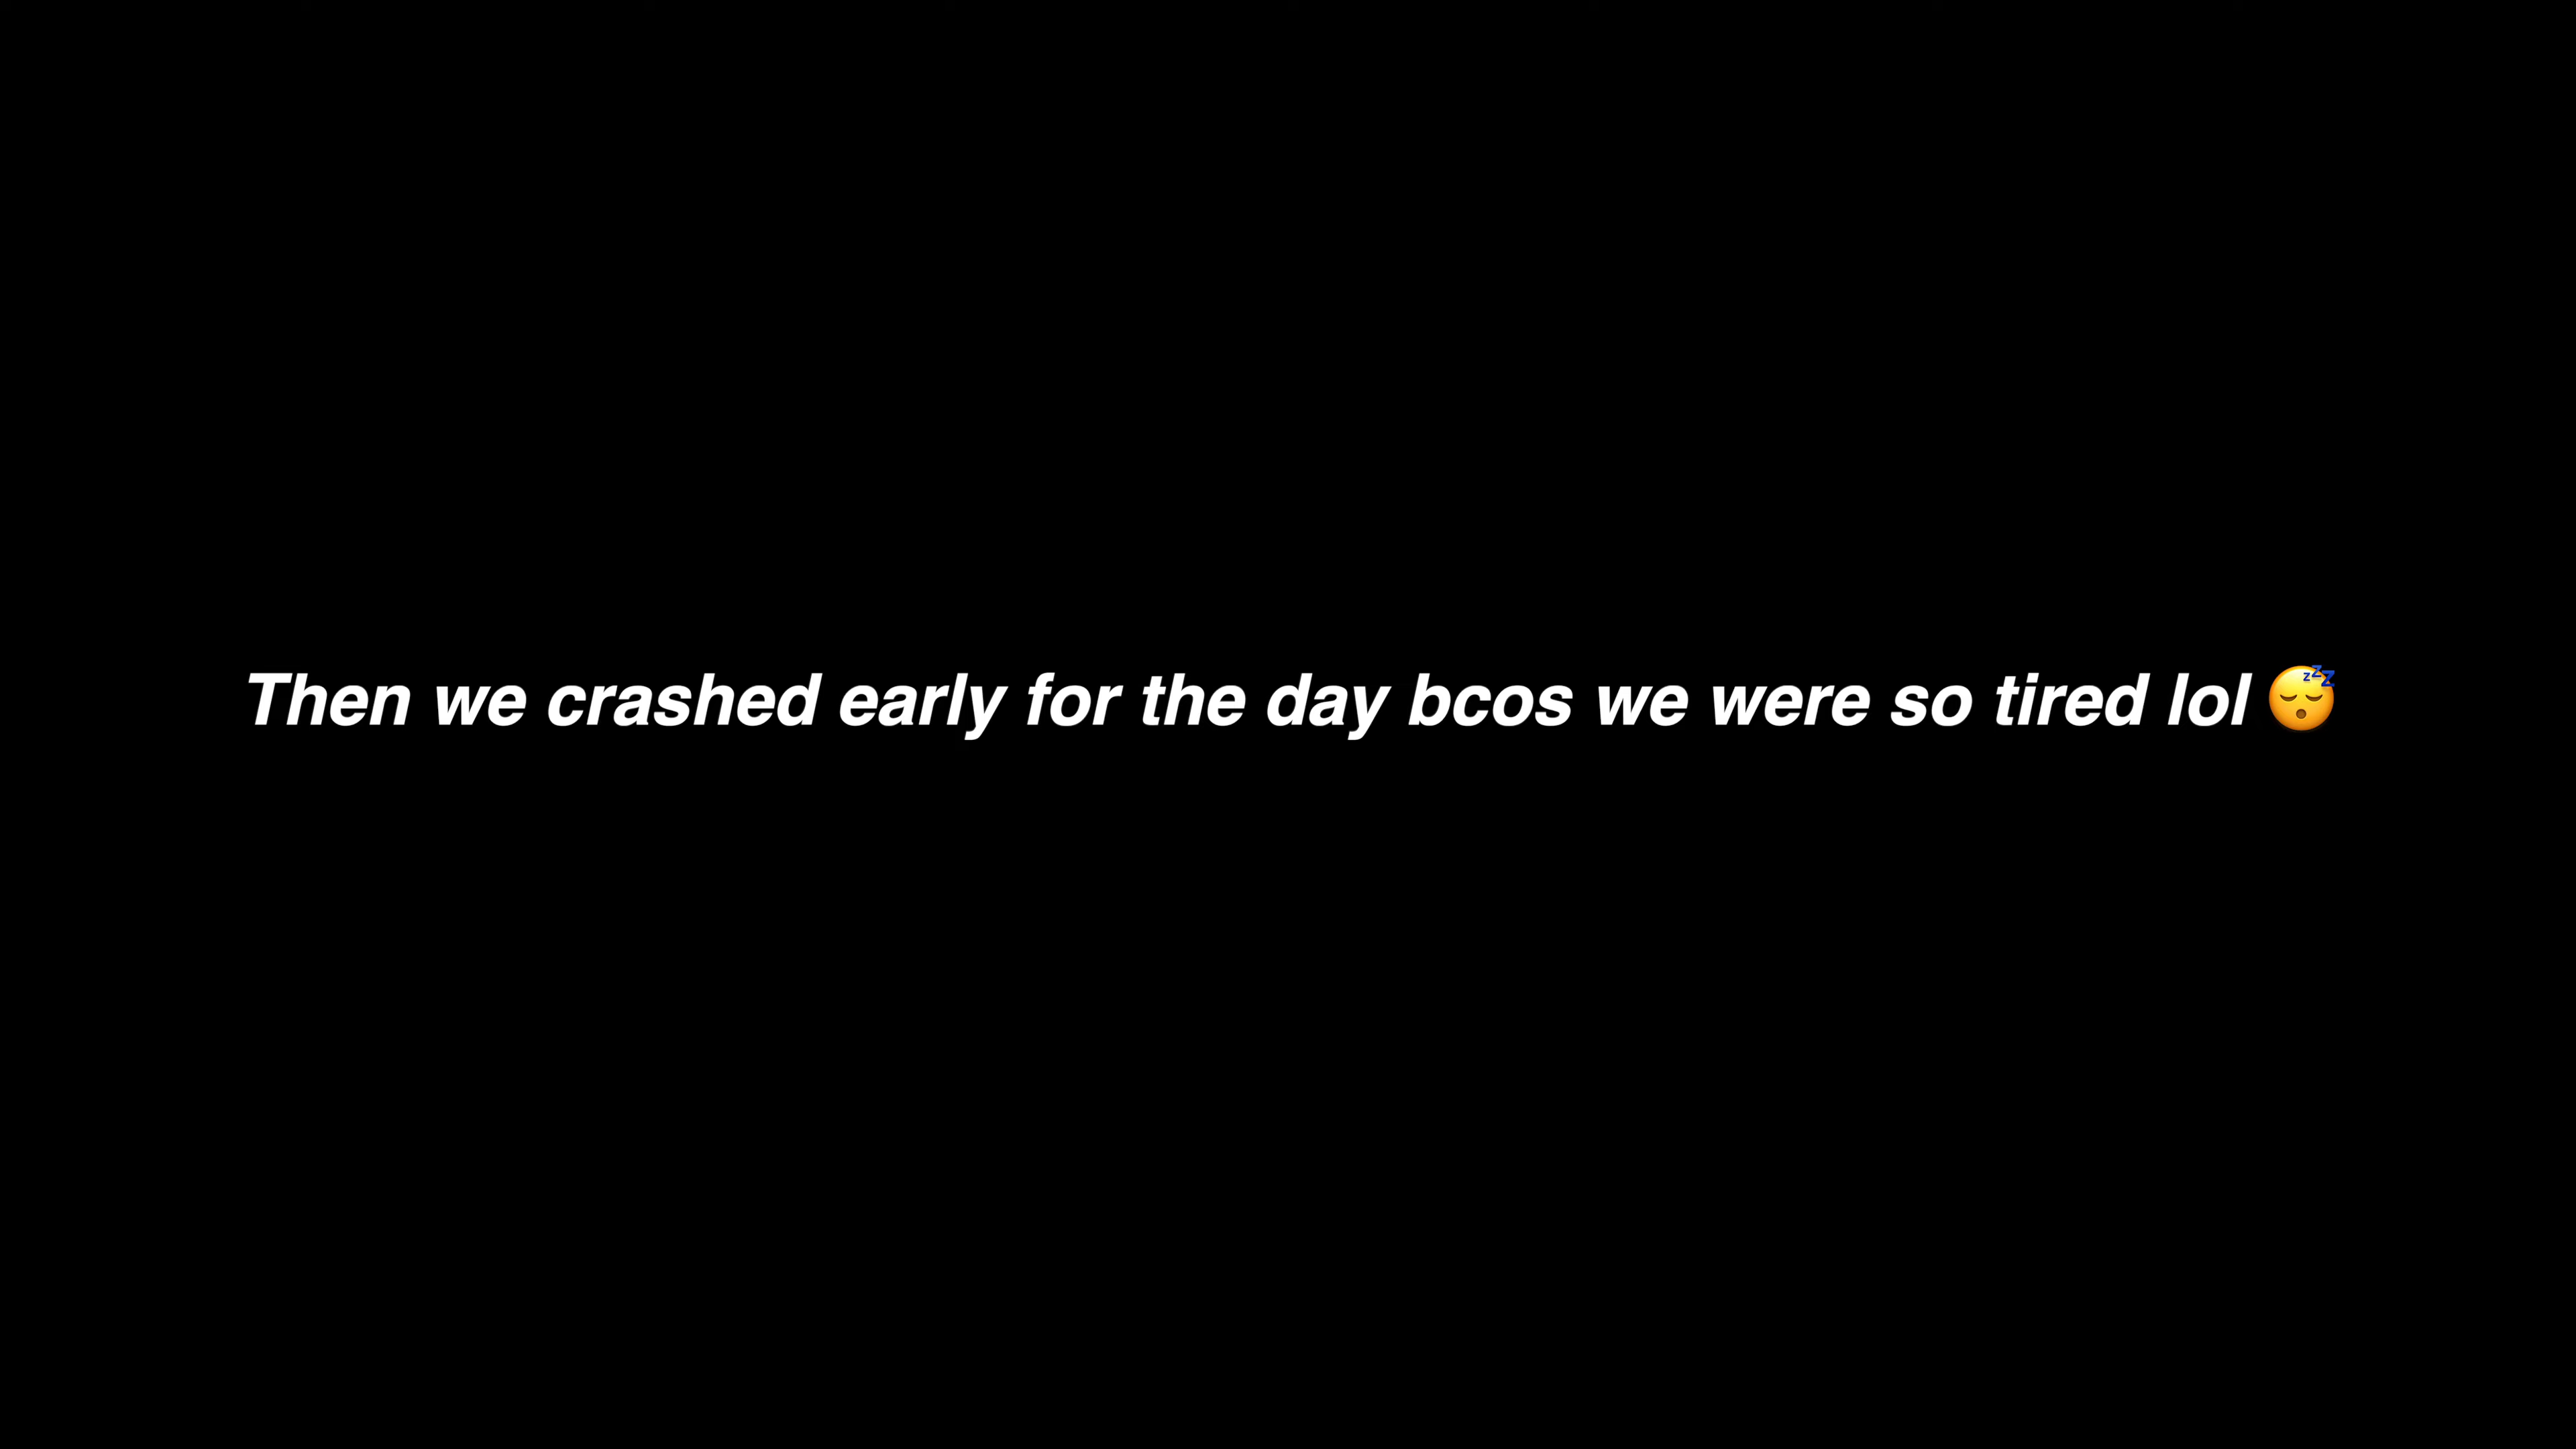 Then we crashed early for the day bcos we were so tired lol 😴